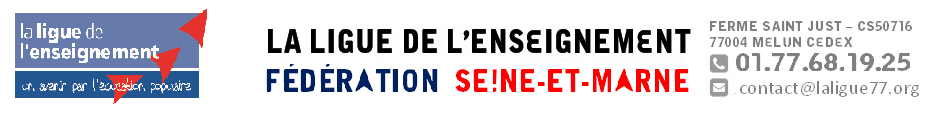 la ligue de
l'enseignement
un avenir par l'éducation populaire
LA LIGUE DE L'ENSEIGNEMENT
FÉDÉRATION SE!NE-ET-MARNE
FERME SAINT JUST – CS50716
77004 MELUN CEDEX
01.77.68.19.25
contact@laligue77.org